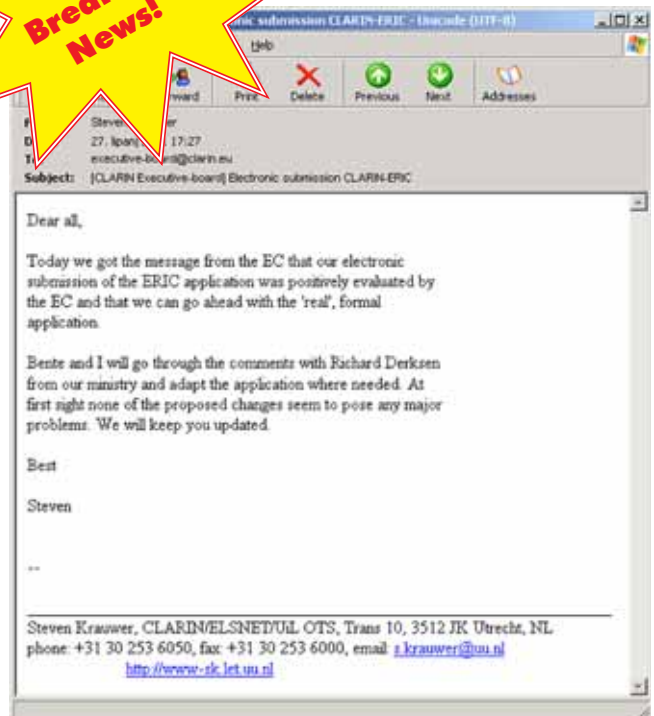 News!
submission CLARIN-ERIC - Unicode (UTF-8)
Help
Print Delete Previous Next Addresses
27. lipanj 17:27
executive-board@clarin.eu
Subject: [CLARIN Executive-board] Electronic submission CLARIN-ERIC
Dear all,
Today we got the message from the EC that our electronic
submission of the ERIC application was positively evaluated by
the EC and that we can go ahead with the 'real', formal
application.
Bente and I will go through the comments with Richard Derksen
from our ministry and adapt the application where needed. At
first sight none of the proposed changes seem to pose any major
problems. We will keep you updated.
Best
Steven
--
Steven Krauwer, CLARIN/ELSNET/UiL OTS, Trans 10, 3512 JK Utrecht, NL
phone: +31 30 253 6050, fax: +31 30 253 6000, email: s.krauwer@uu.nl
http://www-sk.let.uu.nl